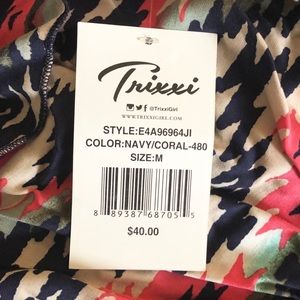 Trixxi
@TrixxiGirl
WWW.TRIXXIGIRL.COM
STYLE:E4A96964JI
COLOR:NAVY/CORAL-480
SIZE:M
8 89387 68705 5
$40.00